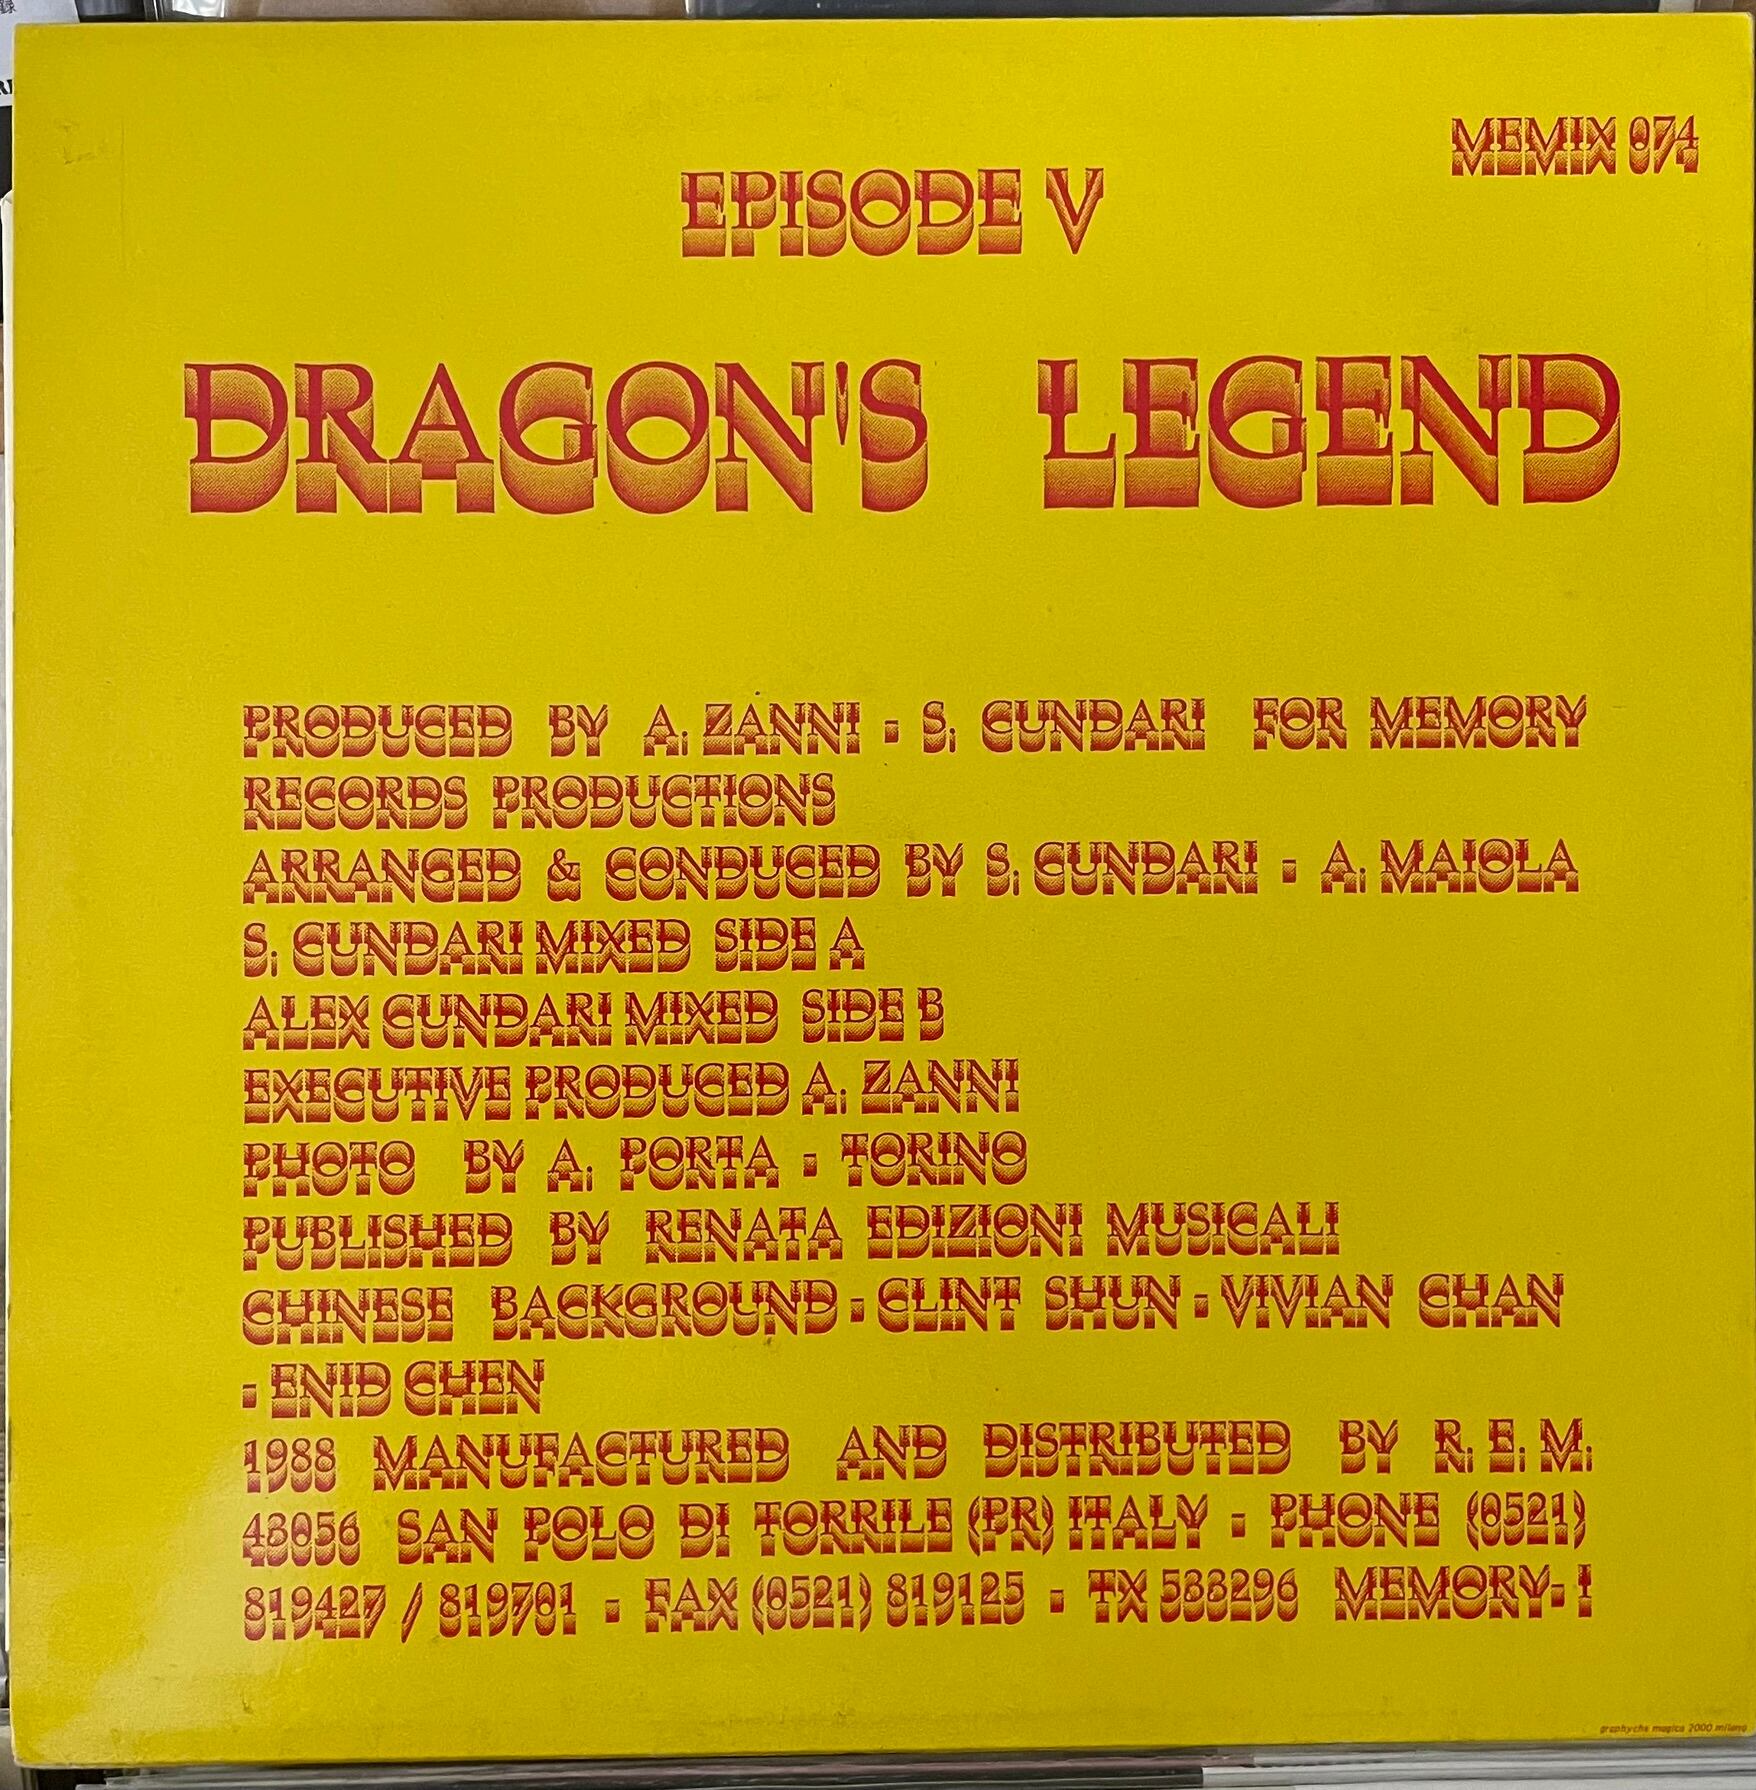 MEMIX 074
EPISODE V
DRAGON'S LEGEND
PRODUCED BY A. ZANNI - S. CUNDARI FOR MEMORY
RECORDS PRODUCTIONS
ARRANGED & CONDUCED BY S. CUNDARI - A. MAIOLA
S. CUNDARI MIXED SIDE A
ALEX CUNDARI MIXED SIDE B
EXECUTIVE PRODUCED A. ZANNI
PHOTO BY A. PORTA - TORINO
PUBLISHED BY RENATA EDIZIONI MUSICALI
CHINESE BACKGROUND - CLINT SHUN - VIVIAN CHAN
- ENID CHEN
1988 MANUFACTURED AND DISTRIBUTED BY R. E. M.
43056 SAN POLO DI TORRILE (PR) ITALY - PHONE (0521)
819427 / 819701 - FAX (0521) 819125 - TX 533296 MEMORY- I
2000 milano